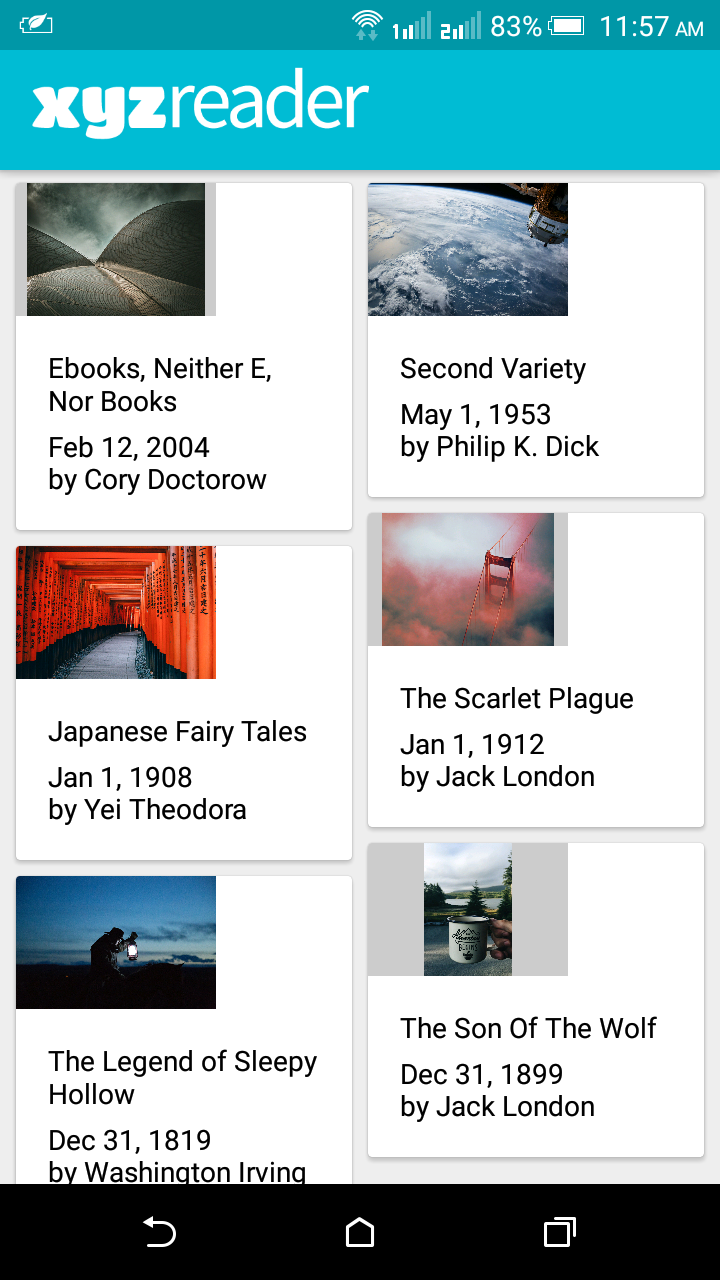 83% 11:57 AM
xyzreader
Ebooks, Neither E,
Nor Books
Feb 12, 2004
by Cory Doctorow
Second Variety
May 1, 1953
by Philip K. Dick
Japanese Fairy Tales
Jan 1, 1908
by Yei Theodora
The Scarlet Plague
Jan 1, 1912
by Jack London
The Legend of Sleepy
Hollow
Dec 31, 1819
by Washington Irving
The Son Of The Wolf
Dec 31, 1899
by Jack London